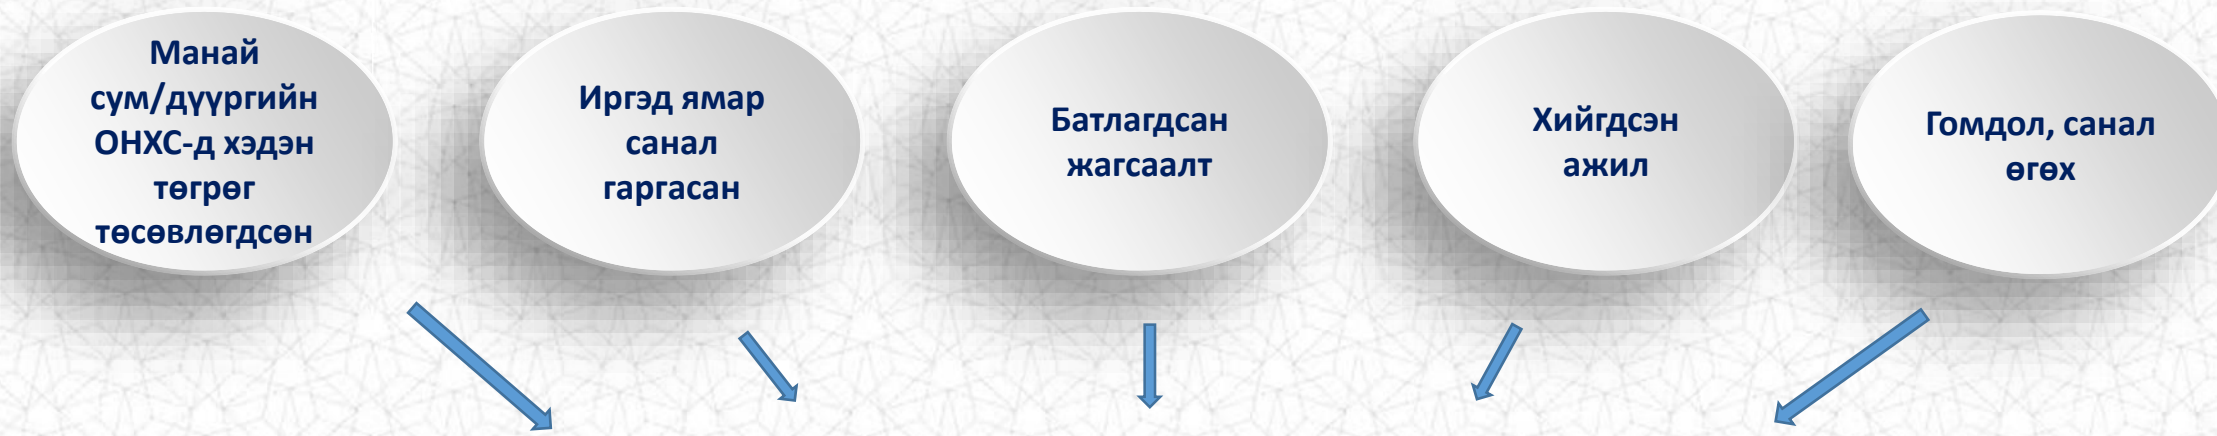 Манай
сум/дүүргийн
ОНХС-д хэдэн
төгрөг
төсөвлөгдсөн
Иргэд ямар
санал
гаргасан
Батлагдсан
жагсаалт
Хийгдсэн
ажил
Гомдол, санал
өгөх